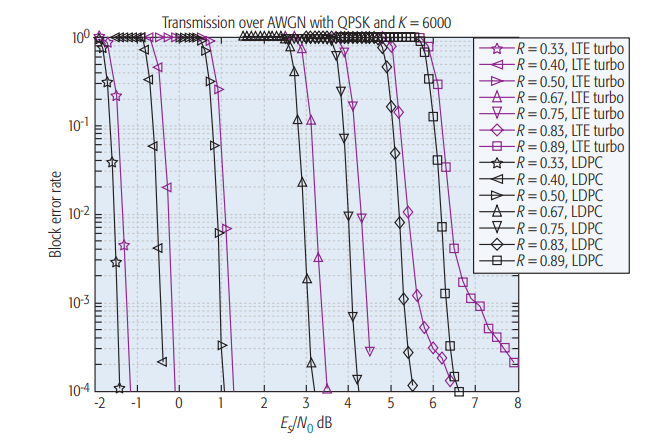 Transmission over AWGN with QPSK and K = 6000
10⁰
10⁻¹
10⁻²
10⁻³
10⁻⁴
Block error rate
-2 -1 0 1 2 3 4 5 6 7 8
Es/N0 dB
R = 0.33, LTE turbo
R = 0.40, LTE turbo
R = 0.50, LTE turbo
R = 0.67, LTE turbo
R = 0.75, LTE turbo
R = 0.83, LTE turbo
R = 0.89, LTE turbo
R = 0.33, LDPC
R = 0.40, LDPC
R = 0.50, LDPC
R = 0.67, LDPC
R = 0.75, LDPC
R = 0.83, LDPC
R = 0.89, LDPC